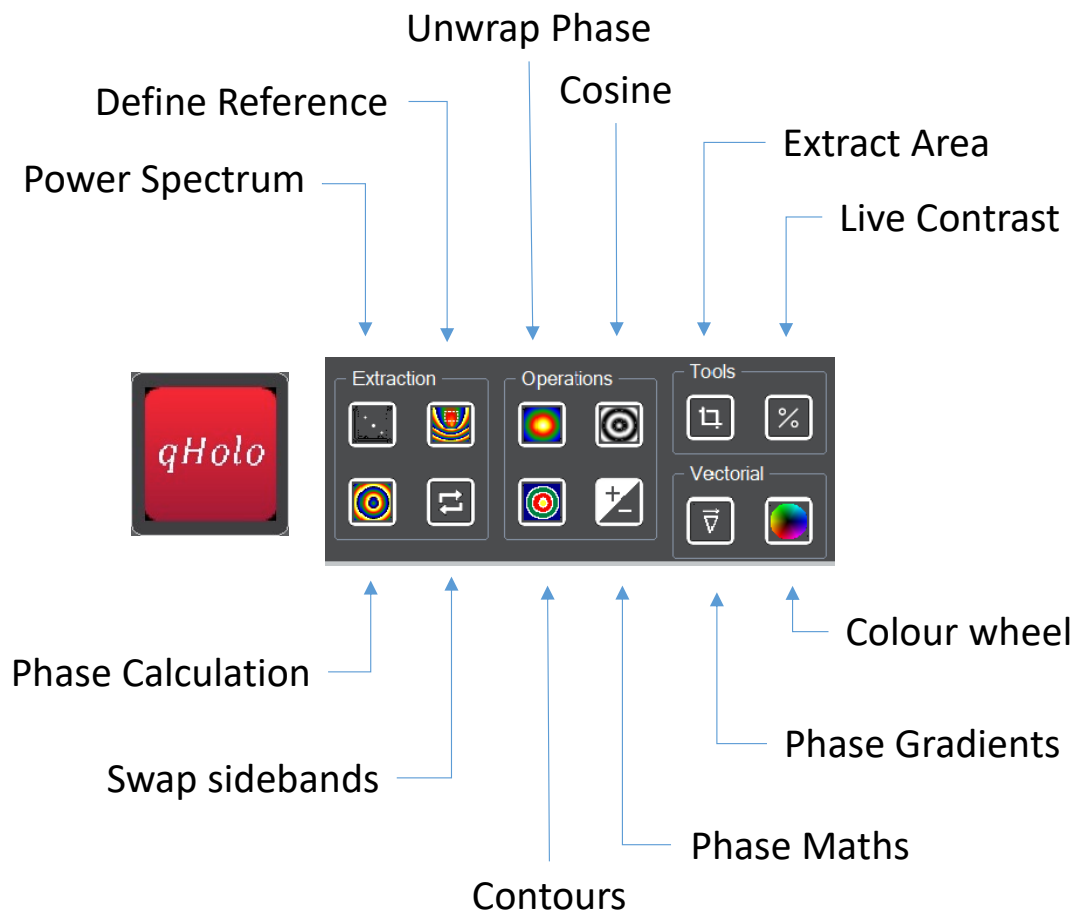 Unwrap Phase
Cosine
Define Reference
Extract Area
Power Spectrum
Live Contrast
qHolo
Extraction
Operations
Tools
%
Vectorial
+
−
v
Colour wheel
Phase Calculation
Phase Gradients
Swap sidebands
Phase Maths
Contours